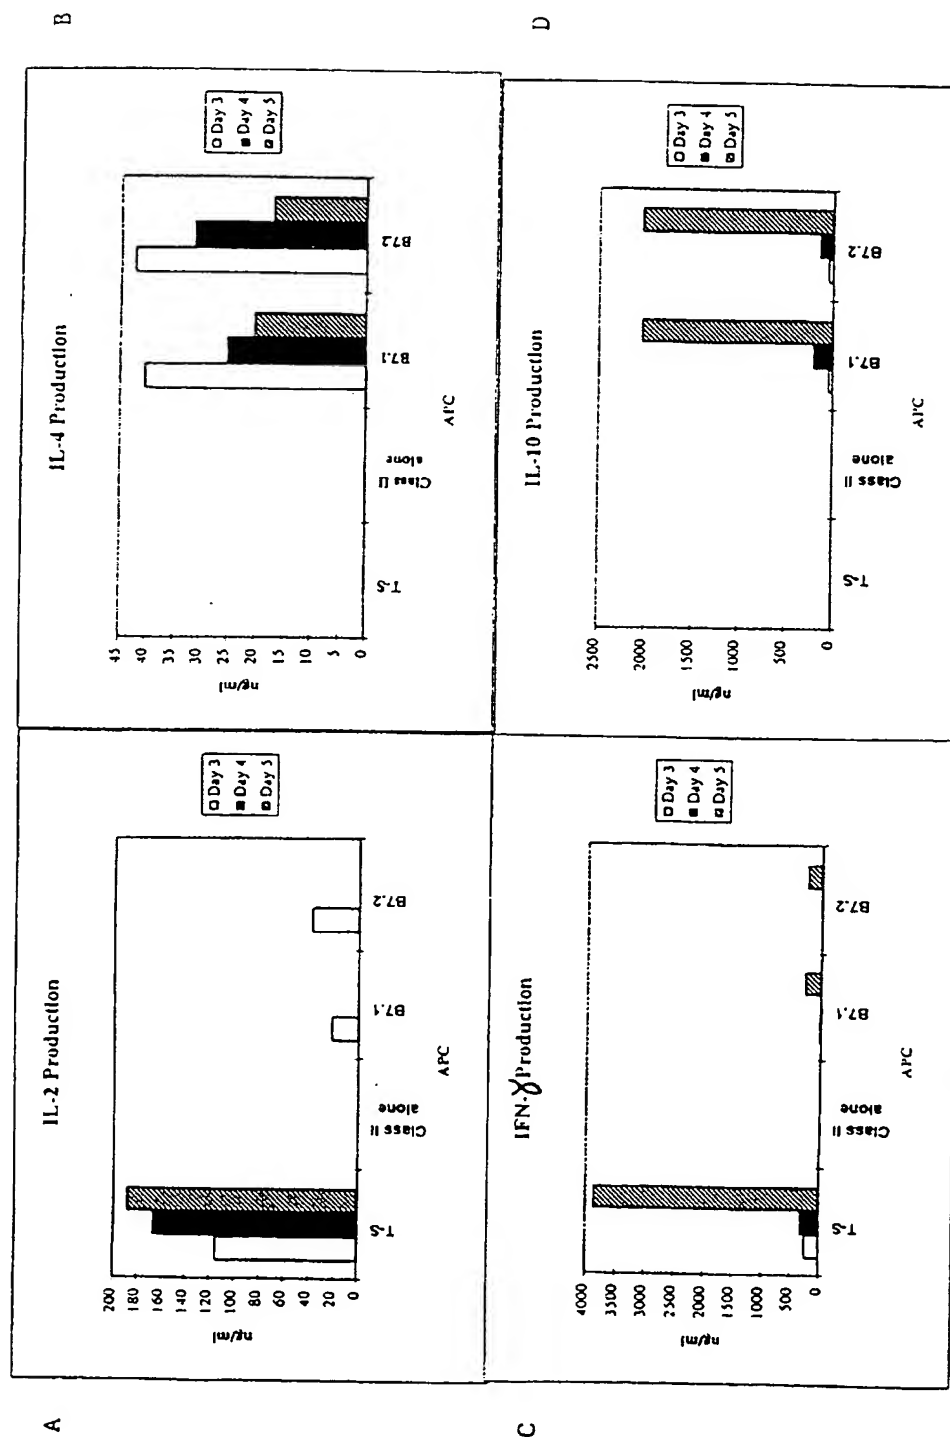 A
IL-2 Production
200
180
160
140
120
100
80
60
40
20
0
ng/ml
T-S
Class II
alone
B7.1
B7.2
APC
Day 3
Day 4
Day 5
B
IL-4 Production
45
40
35
30
25
20
15
10
5
0
ng/ml
T-S
Class II
alone
B7.1
B7.2
APC
Day 3
Day 4
Day 5
C
IFN-γ Production
4000
3500
3000
2500
2000
1500
1000
500
0
ng/ml
T-S
Class II
alone
B7.1
B7.2
APC
Day 3
Day 4
Day 5
D
IL-10 Production
2500
2000
1500
1000
500
0
ng/ml
T-S
Class II
alone
B7.1
B7.2
APC
Day 3
Day 4
Day 5